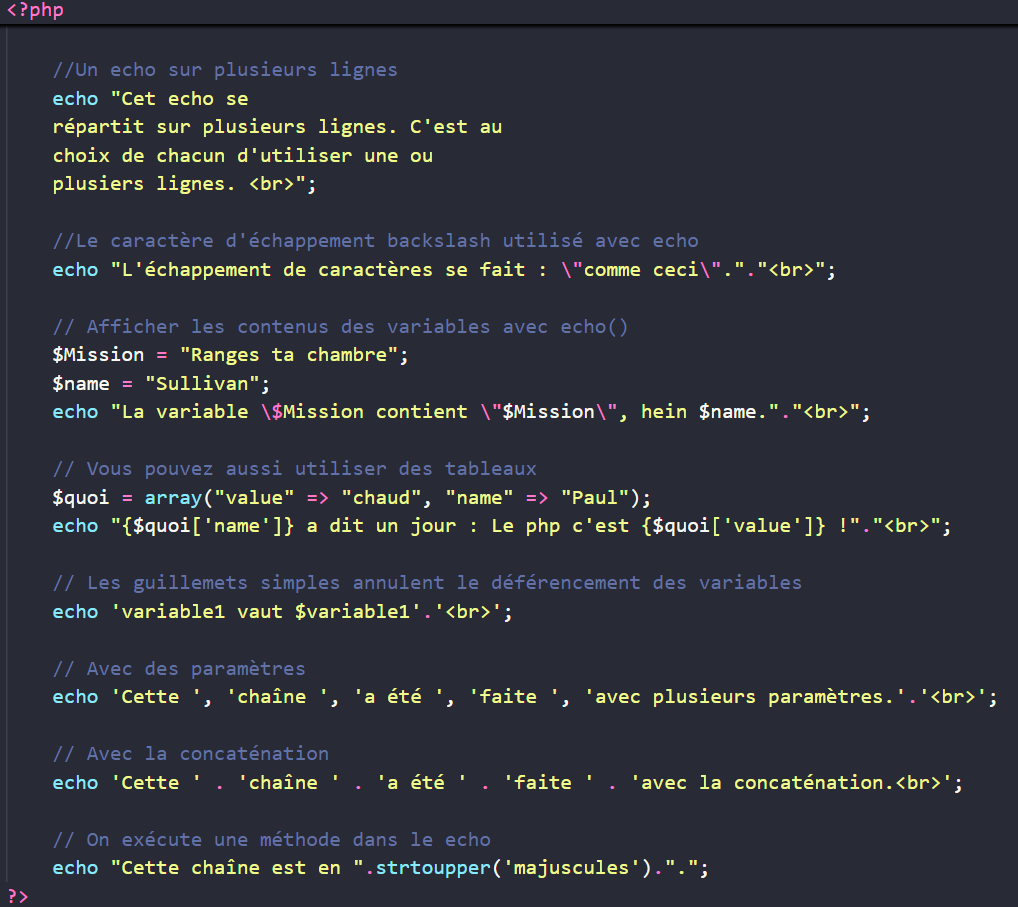 <?php
//Un echo sur plusieurs lignes
echo "Cet echo se
répartit sur plusieurs lignes. C'est au
choix de chacun d'utiliser une ou
plusiers lignes. <br>";
//Le caractère d'échappement backslash utilisé avec echo
echo "L'échappement de caractères se fait : \"comme ceci\"."."<br>";
// Afficher les contenus des variables avec echo()
$Mission = "Ranges ta chambre";
$name = "Sullivan";
echo "La variable \$Mission contient \"$Mission\", hein $name."."<br>";
// Vous pouvez aussi utiliser des tableaux
$quoi = array("value" => "chaud", "name" => "Paul");
echo "{$quoi['name']} a dit un jour : Le php c'est {$quoi['value']} !"."<br>";
// Les guillemets simples annulent le déférencement des variables
echo 'variable1 vaut $variable1'.'<br>';
// Avec des paramètres
echo 'Cette ', 'chaîne ', 'a été ', 'faite ', 'avec plusieurs paramètres.'.'<br>';
// Avec la concaténation
echo 'Cette ' . 'chaîne ' . 'a été ' . 'faite ' . 'avec la concaténation.<br>';
// On exécute une méthode dans le echo
echo "Cette chaîne est en ".strtoupper('majuscules').".";
?>